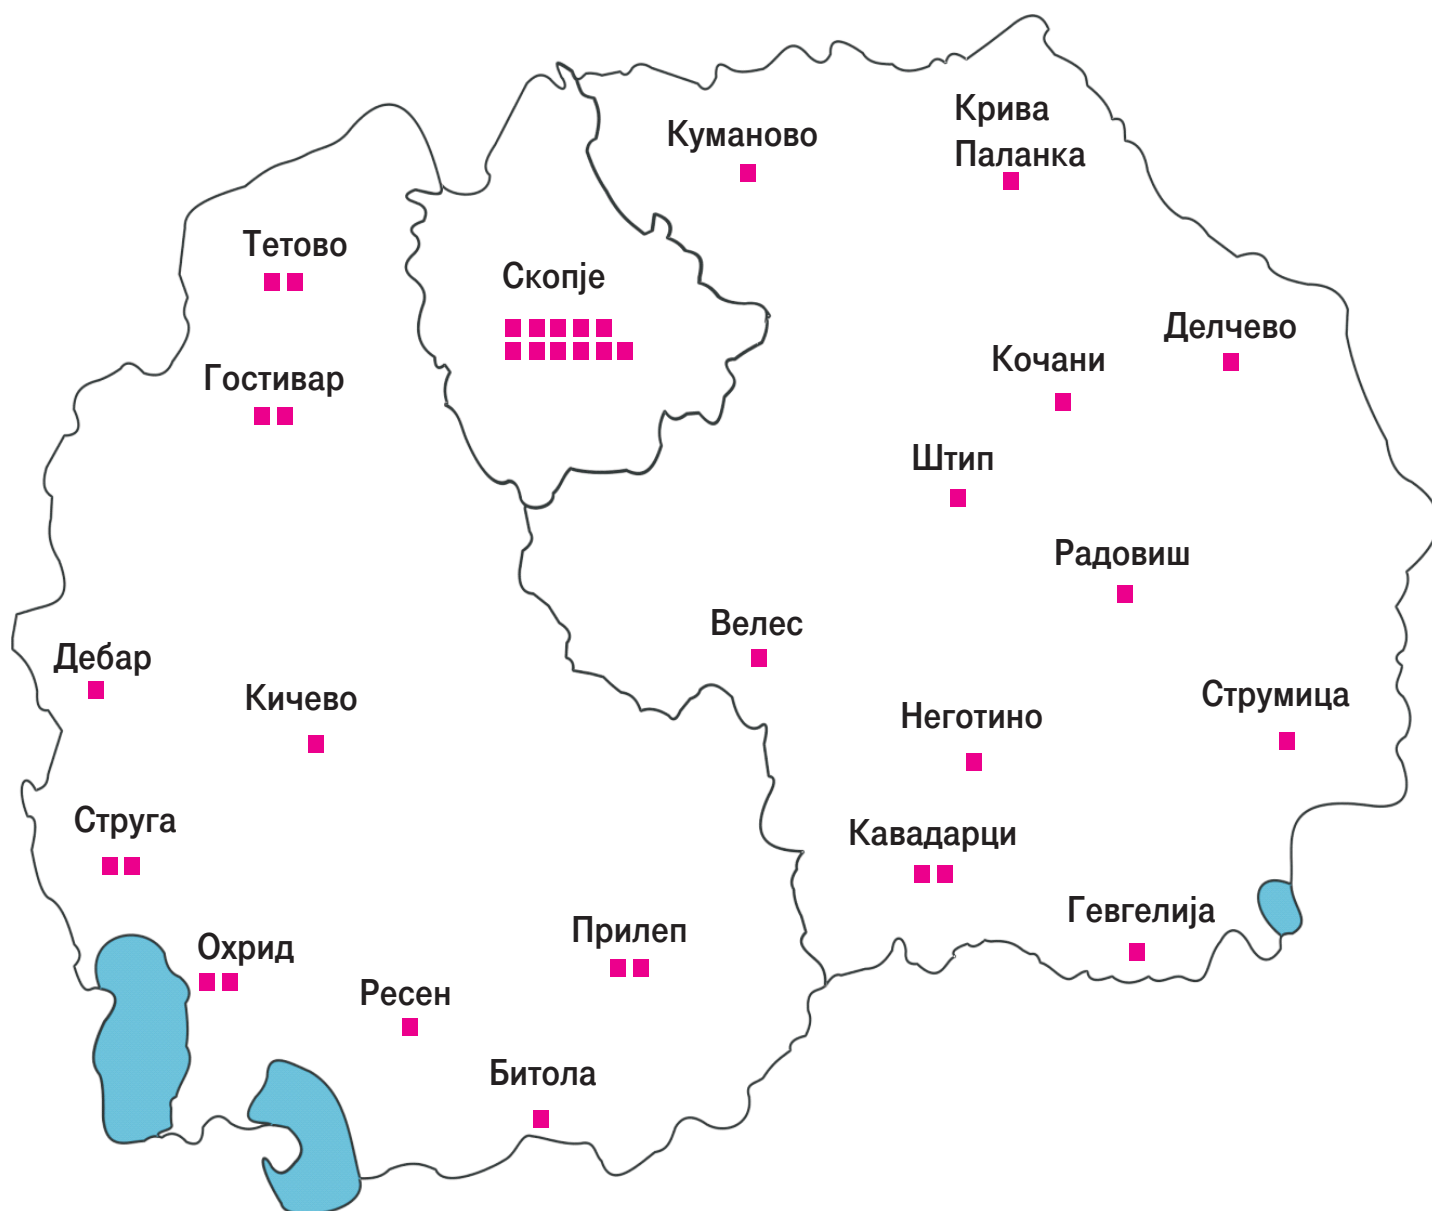 Крива
Паланка
Куманово
Тетово
Скопје
Делчево
Кочани
Гостивар
Штип
Радовиш
Велес
Дебар
Кичево
Струмица
Неготино
Струга
Кавадарци
Гевгелија
Прилеп
Охрид
Ресен
Битола